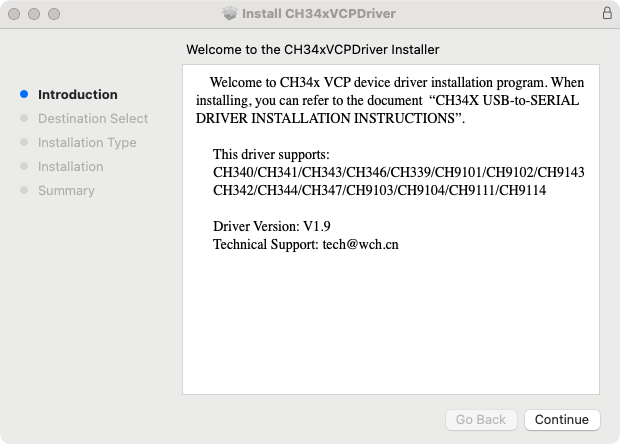 Install CH34xVCPDriver
Welcome to the CH34xVCPDriver Installer
Introduction
Destination Select
Installation Type
Installation
Summary
Welcome to CH34x VCP device driver installation program. When
installing, you can refer to the document “CH34X USB-to-SERIAL
DRIVER INSTALLATION INSTRUCTIONS”.
This driver supports:
CH340/CH341/CH343/CH346/CH339/CH9101/CH9102/CH9143
CH342/CH344/CH347/CH9103/CH9104/CH9111/CH9114
Driver Version: V1.9
Technical Support: tech@wch.cn
Go Back
Continue